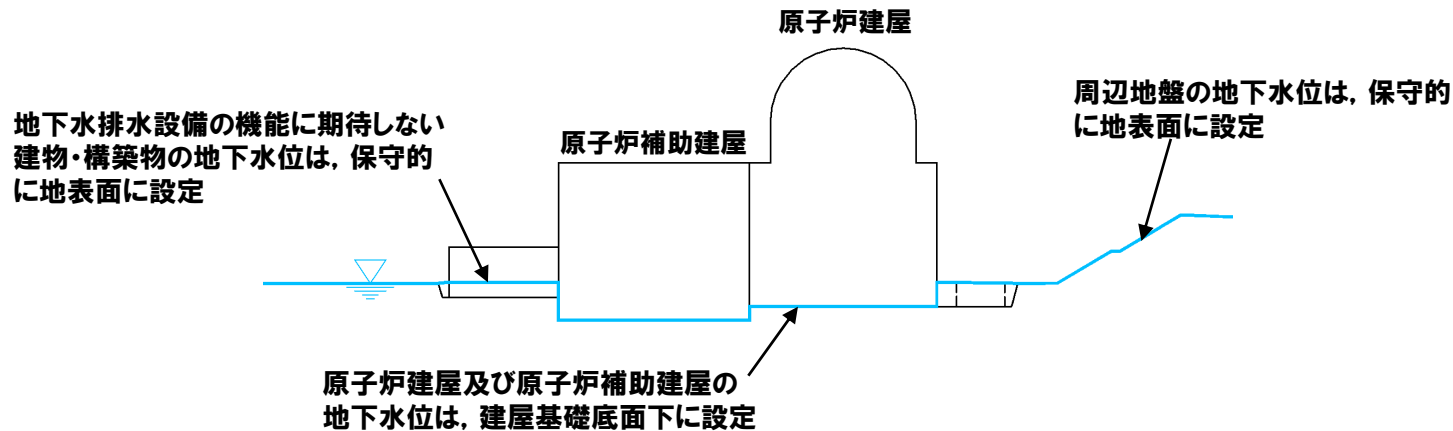 原子炉建屋
周辺地盤の地下水位は，保守的
に地表面に設定
地下水排水設備の機能に期待しない
建物・構築物の地下水位は，保守的
に地表面に設定
原子炉補助建屋
原子炉建屋及び原子炉補助建屋の
地下水位は，建屋基礎底面下に設定